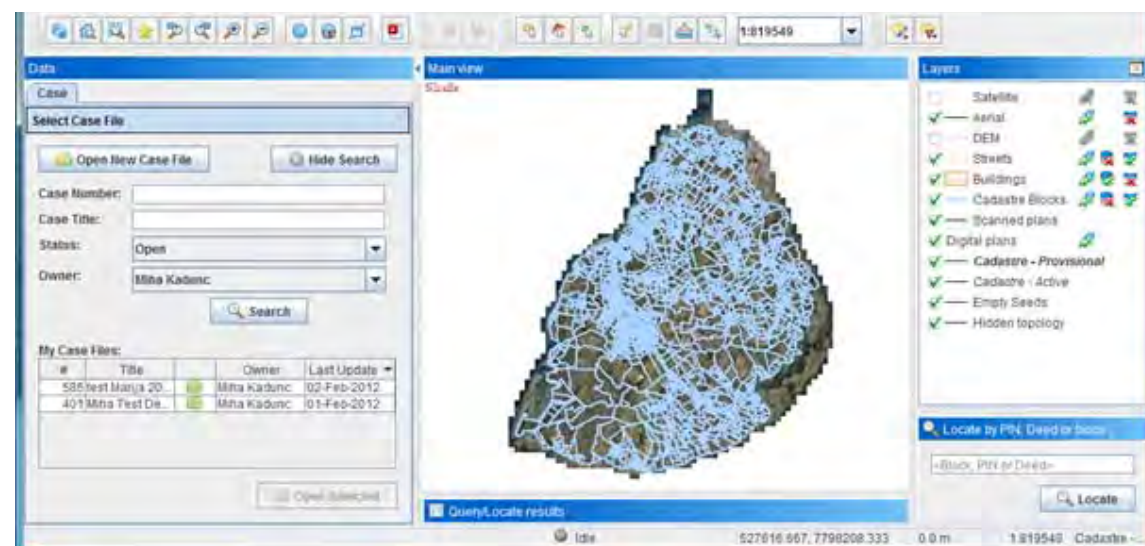 1:819549
Data
Case
Select Case File
Open New Case File
Hide Search
Case Number:
Case Title:
Status:
Open
Owner:
Miha Kadunc
Search
My Case Files:
# Title Owner Last Update
585 test Marija 20... Miha Kadunc 02-Feb-2012
401 Miha Test De... Miha Kadunc 01-Feb-2012
Open Selected
Main view
Query/Locate results
Layers
Satellite
Aerial
DEM
Streets
Buildings
Cadastre Blocks
Scanned plans
Digital plans
Cadastre - Provisional
Cadastre - Active
Empty Seeds
Hidden topology
Locate by PIN, Deed or block
<Block, PIN or Deed>
Locate
Idle
527616.667, 7798208.333
0.0 m
1:819549
Cadastre